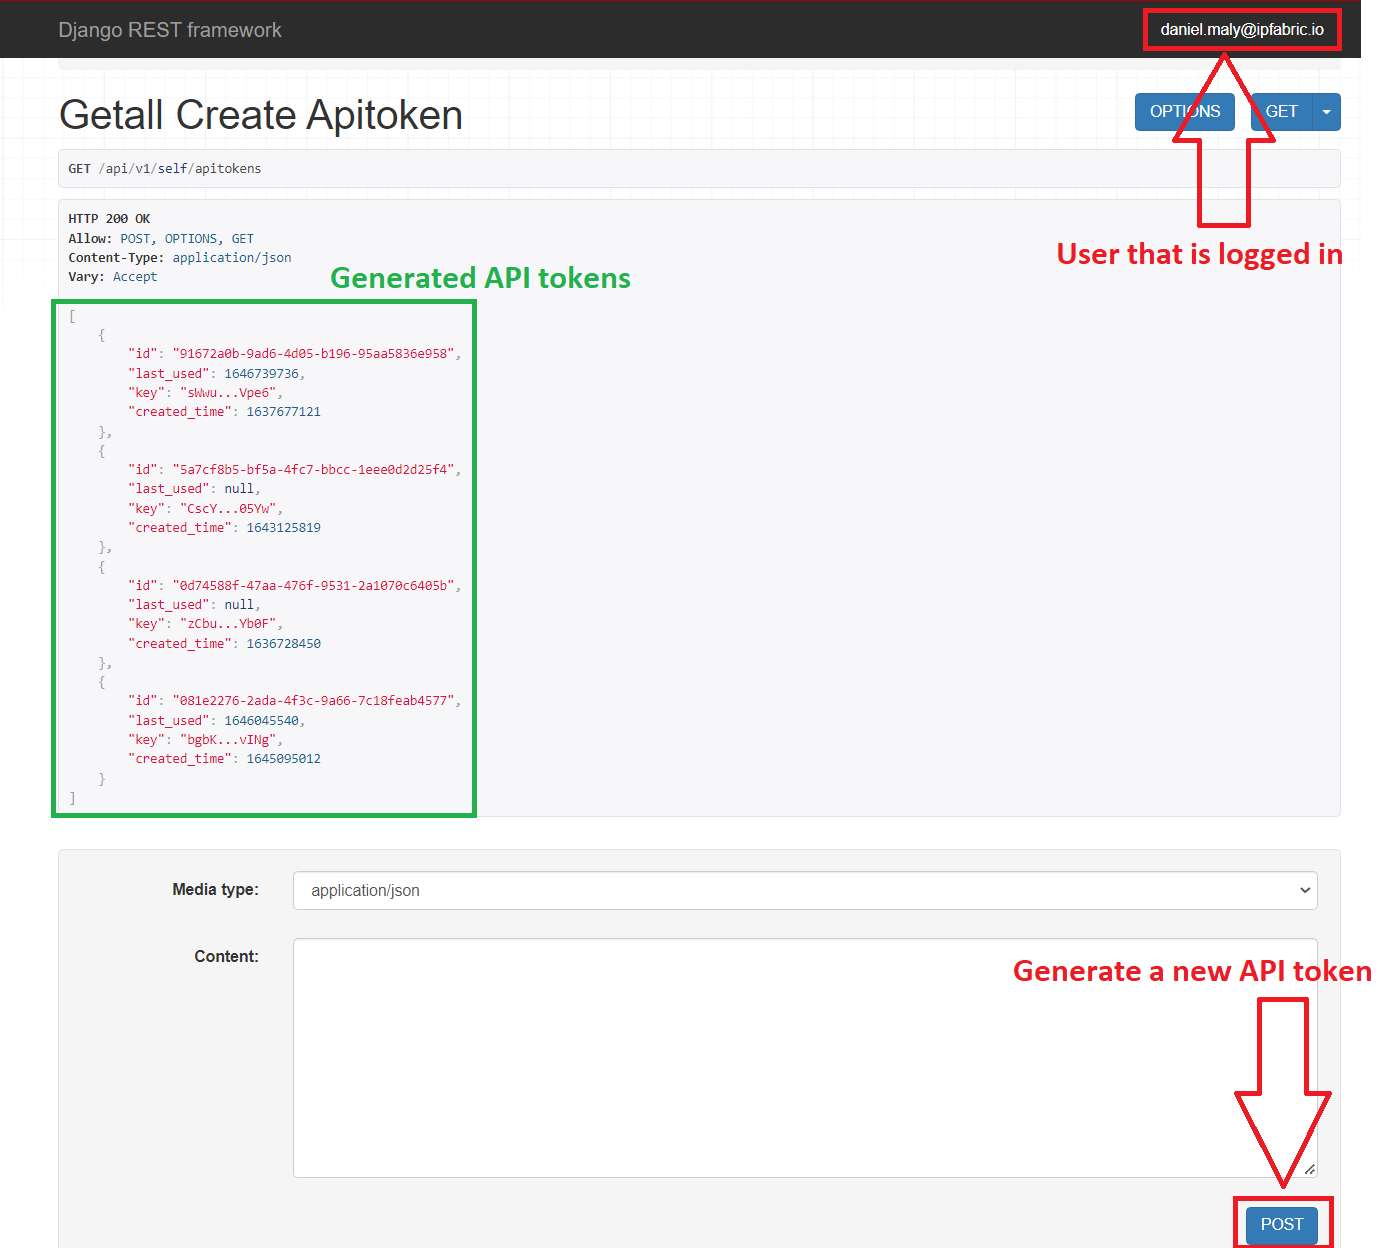 Django REST framework
daniel.maly@ipfabric.io
Getall Create Apitoken
OPTIONS
GET
GET /api/v1/self/apitokens
User that is logged in
HTTP 200 OK
Allow: POST, OPTIONS, GET
Content-Type: application/json
Vary: Accept
Generated API tokens
[
    {
        "id": "91672a0b-9ad6-4d05-b196-95aa5836e958",
        "last_used": 1646739736,
        "key": "sWwu...Vpe6",
        "created_time": 1637677121
    },
    {
        "id": "5a7cf8b5-bf5a-4fc7-bbcc-1eee0d2d25f4",
        "last_used": null,
        "key": "CscY...05Yw",
        "created_time": 1643125819
    },
    {
        "id": "0d74588f-47aa-476f-9531-2a1070c6405b",
        "last_used": null,
        "key": "zCbu...Yb0F",
        "created_time": 1636728450
    },
    {
        "id": "081e2276-2ada-4f3c-9a66-7c18feab4577",
        "last_used": 1646045540,
        "key": "bgbK...vINg",
        "created_time": 1645095012
    }
]
Media type:
application/json
Content:
Generate a new API token
POST